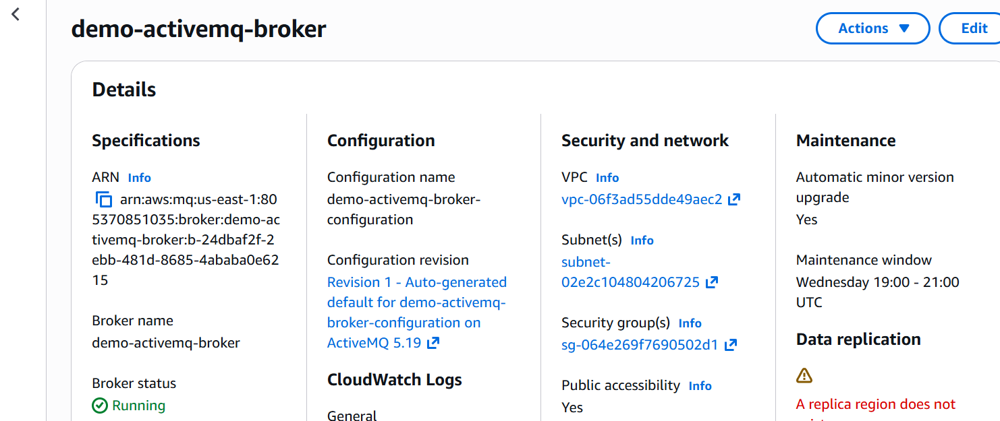 demo-activemq-broker
Actions
Edit
Details
Specifications
ARN Info
arn:aws:mq:us-east-1:80
5370851035:broker:demo-ac
tivemq-broker:b-24dbaf2f-2
ebb-481d-8685-4ababa0e62
15
Broker name
demo-activemq-broker
Broker status
Running
Configuration
Configuration name
demo-activemq-broker-
configuration
Configuration revision
Revision 1 - Auto-generated
default for demo-activemq-
broker-configuration on
ActiveMQ 5.19
CloudWatch Logs
General
Security and network
VPC Info
vpc-06f3ad55dde49aec2
Subnet(s) Info
subnet-
02e2c104804206725
Security group(s) Info
sg-064e269f7690502d1
Public accessibility Info
Yes
Maintenance
Automatic minor version
upgrade
Yes
Maintenance window
Wednesday 19:00 - 21:00
UTC
Data replication
A replica region does not